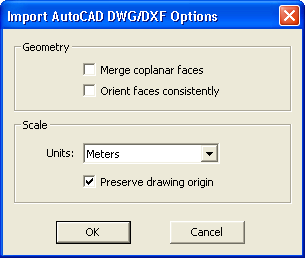 Import AutoCAD DWG/DXF Options
Geometry
Merge coplanar faces
Orient faces consistently
Scale
Units: Meters
Preserve drawing origin
OK Cancel